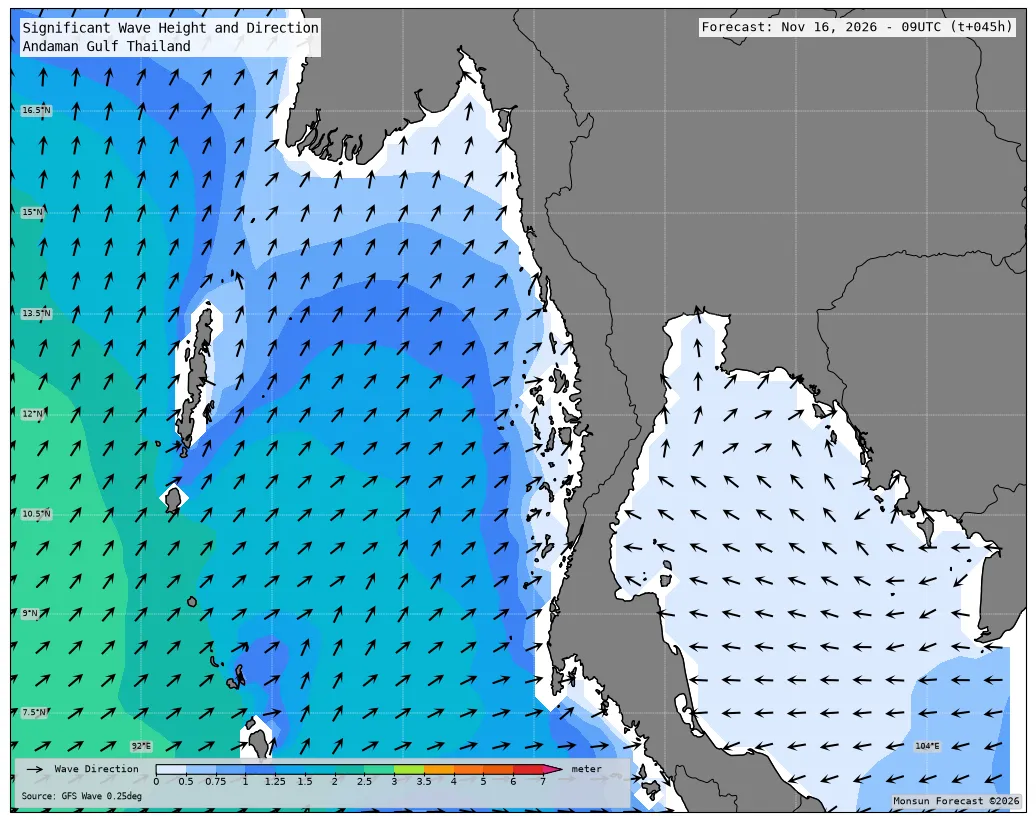 Significant Wave Height and Direction
Andaman Gulf Thailand
Forecast: Nov 16, 2026 - 09UTC (t+045h)
16.5°N
15°N
13.5°N
12°N
10.5°N
9°N
7.5°N
92°E
104°E
Wave Direction
0 0.5 0.75 1 1.25 1.5 2 2.5 3 3.5 4 5 6 7
meter
Source: GFS Wave 0.25deg
Monsun Forecast ©2026